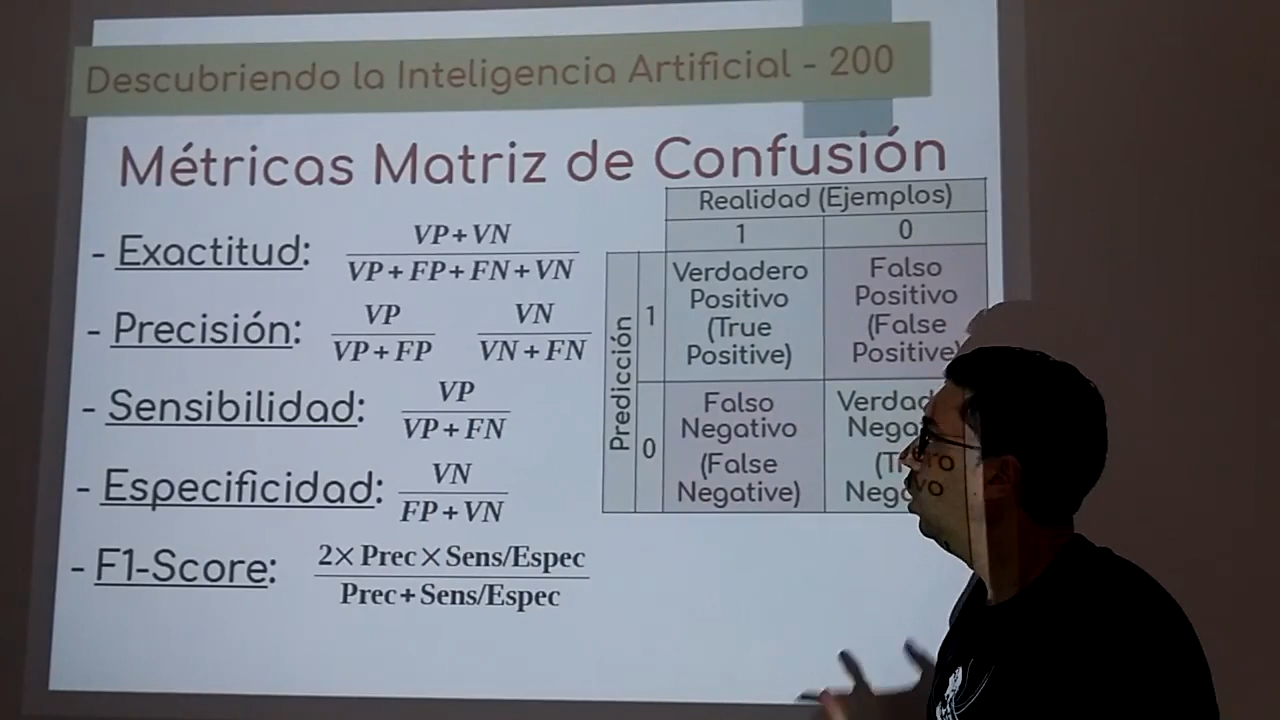 Descubriendo la Inteligencia Artificial - 200
Métricas Matriz de Confusión
- Exactitud:
VP+VN
VP+FP+FN+VN
- Precisión:
VP
VP+FP
VN
VN+FN
- Sensibilidad:
VP
VP+FN
- Especificidad:
VN
FP+VN
- F1-Score:
2×Prec×Sens/Espec
Prec+Sens/Espec
Realidad (Ejemplos)
1
0
Predicción
1
Verdadero
Positivo
(True
Positive)
Falso
Positivo
(False
Positive)
0
Falso
Negativo
(False
Negative)